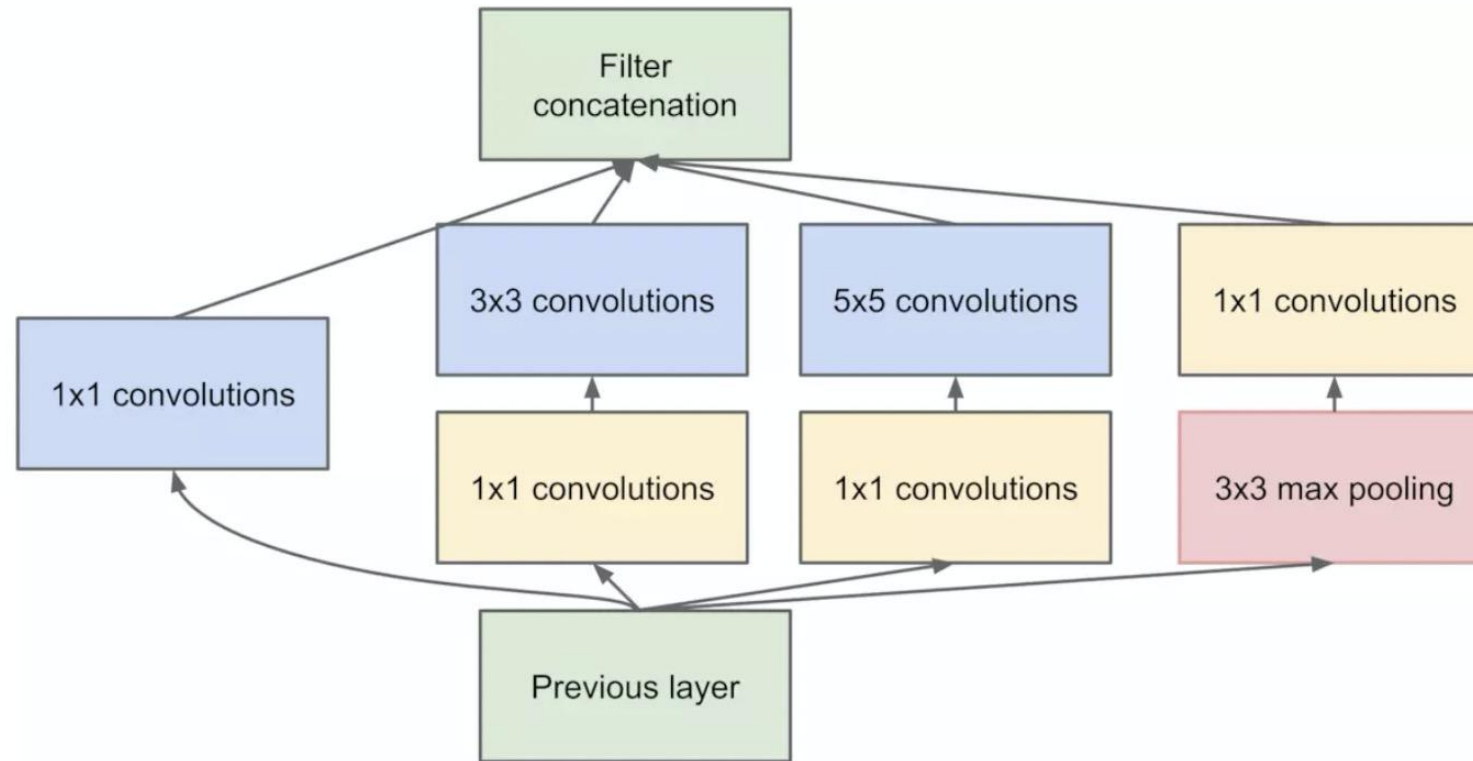 Filter
concatenation
3x3 convolutions
5x5 convolutions
1x1 convolutions
1x1 convolutions
1x1 convolutions
1x1 convolutions
3x3 max pooling
Previous layer